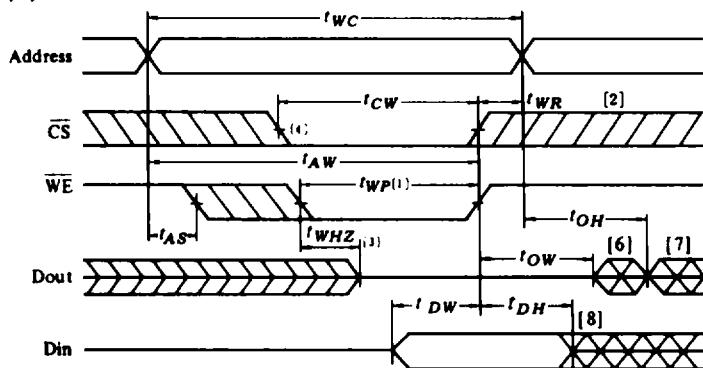 tWC
Address
tCW
tWR
[2]
CS
(4)
tAW
WE
tWP(1)
tAS
tWHZ
(3)
tOH
tOW
[6]
[7]
Dout
tDW
tDH
[8]
Din